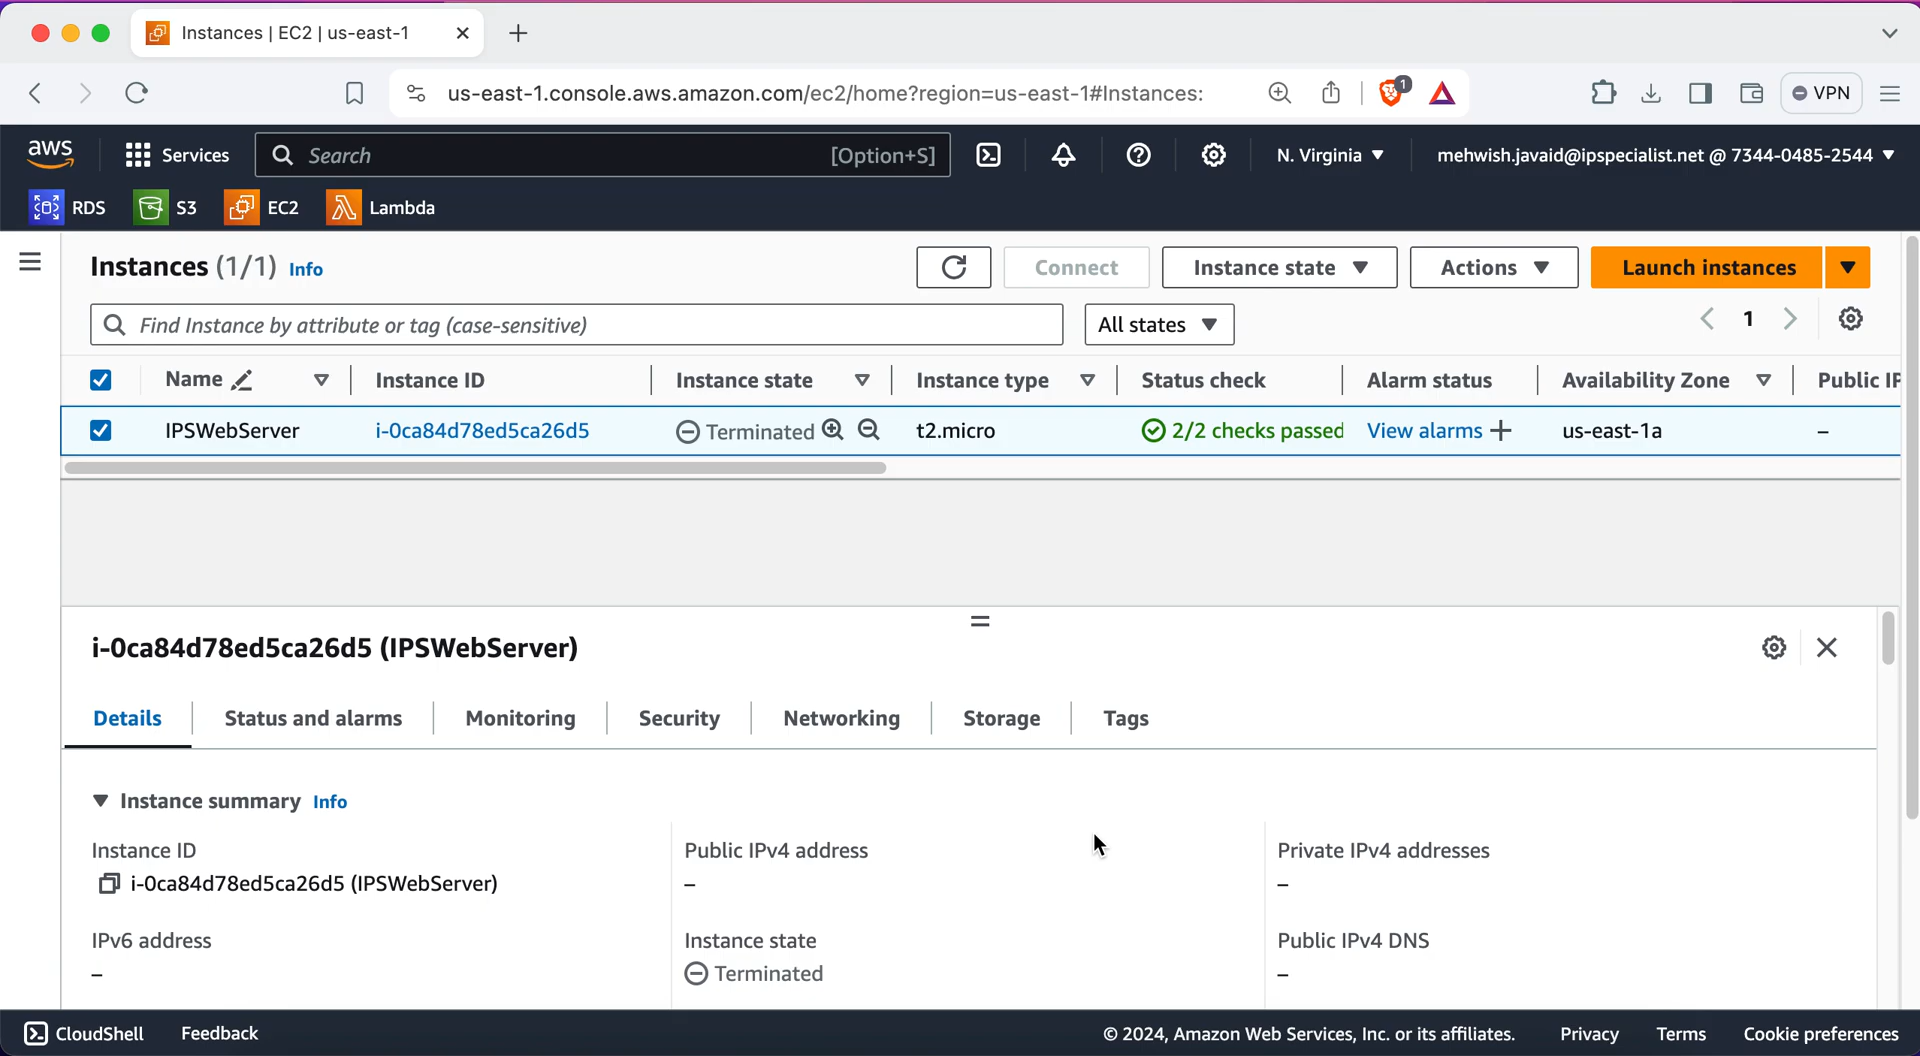 Instances | EC2 | us-east-1
us-east-1.console.aws.amazon.com/ec2/home?region=us-east-1#Instances:
1
VPN
aws
Services
Search
[Option+S]
N. Virginia
mehwish.javaid@ipspecialist.net @ 7344-0485-2544
RDS
S3
EC2
Lambda
Instances (1/1) Info
Connect
Instance state
Actions
Launch instances
Find Instance by attribute or tag (case-sensitive)
All states
1
Name
Instance ID
Instance state
Instance type
Status check
Alarm status
Availability Zone
Public IP
IPSWebServer
i-0ca84d78ed5ca26d5
Terminated
t2.micro
2/2 checks passed
View alarms +
us-east-1a
–
i-0ca84d78ed5ca26d5 (IPSWebServer)
Details
Status and alarms
Monitoring
Security
Networking
Storage
Tags
Instance summary Info
Instance ID
i-0ca84d78ed5ca26d5 (IPSWebServer)
Public IPv4 address
–
Private IPv4 addresses
–
IPv6 address
–
Instance state
Terminated
Public IPv4 DNS
–
CloudShell
Feedback
© 2024, Amazon Web Services, Inc. or its affiliates.
Privacy
Terms
Cookie preferences